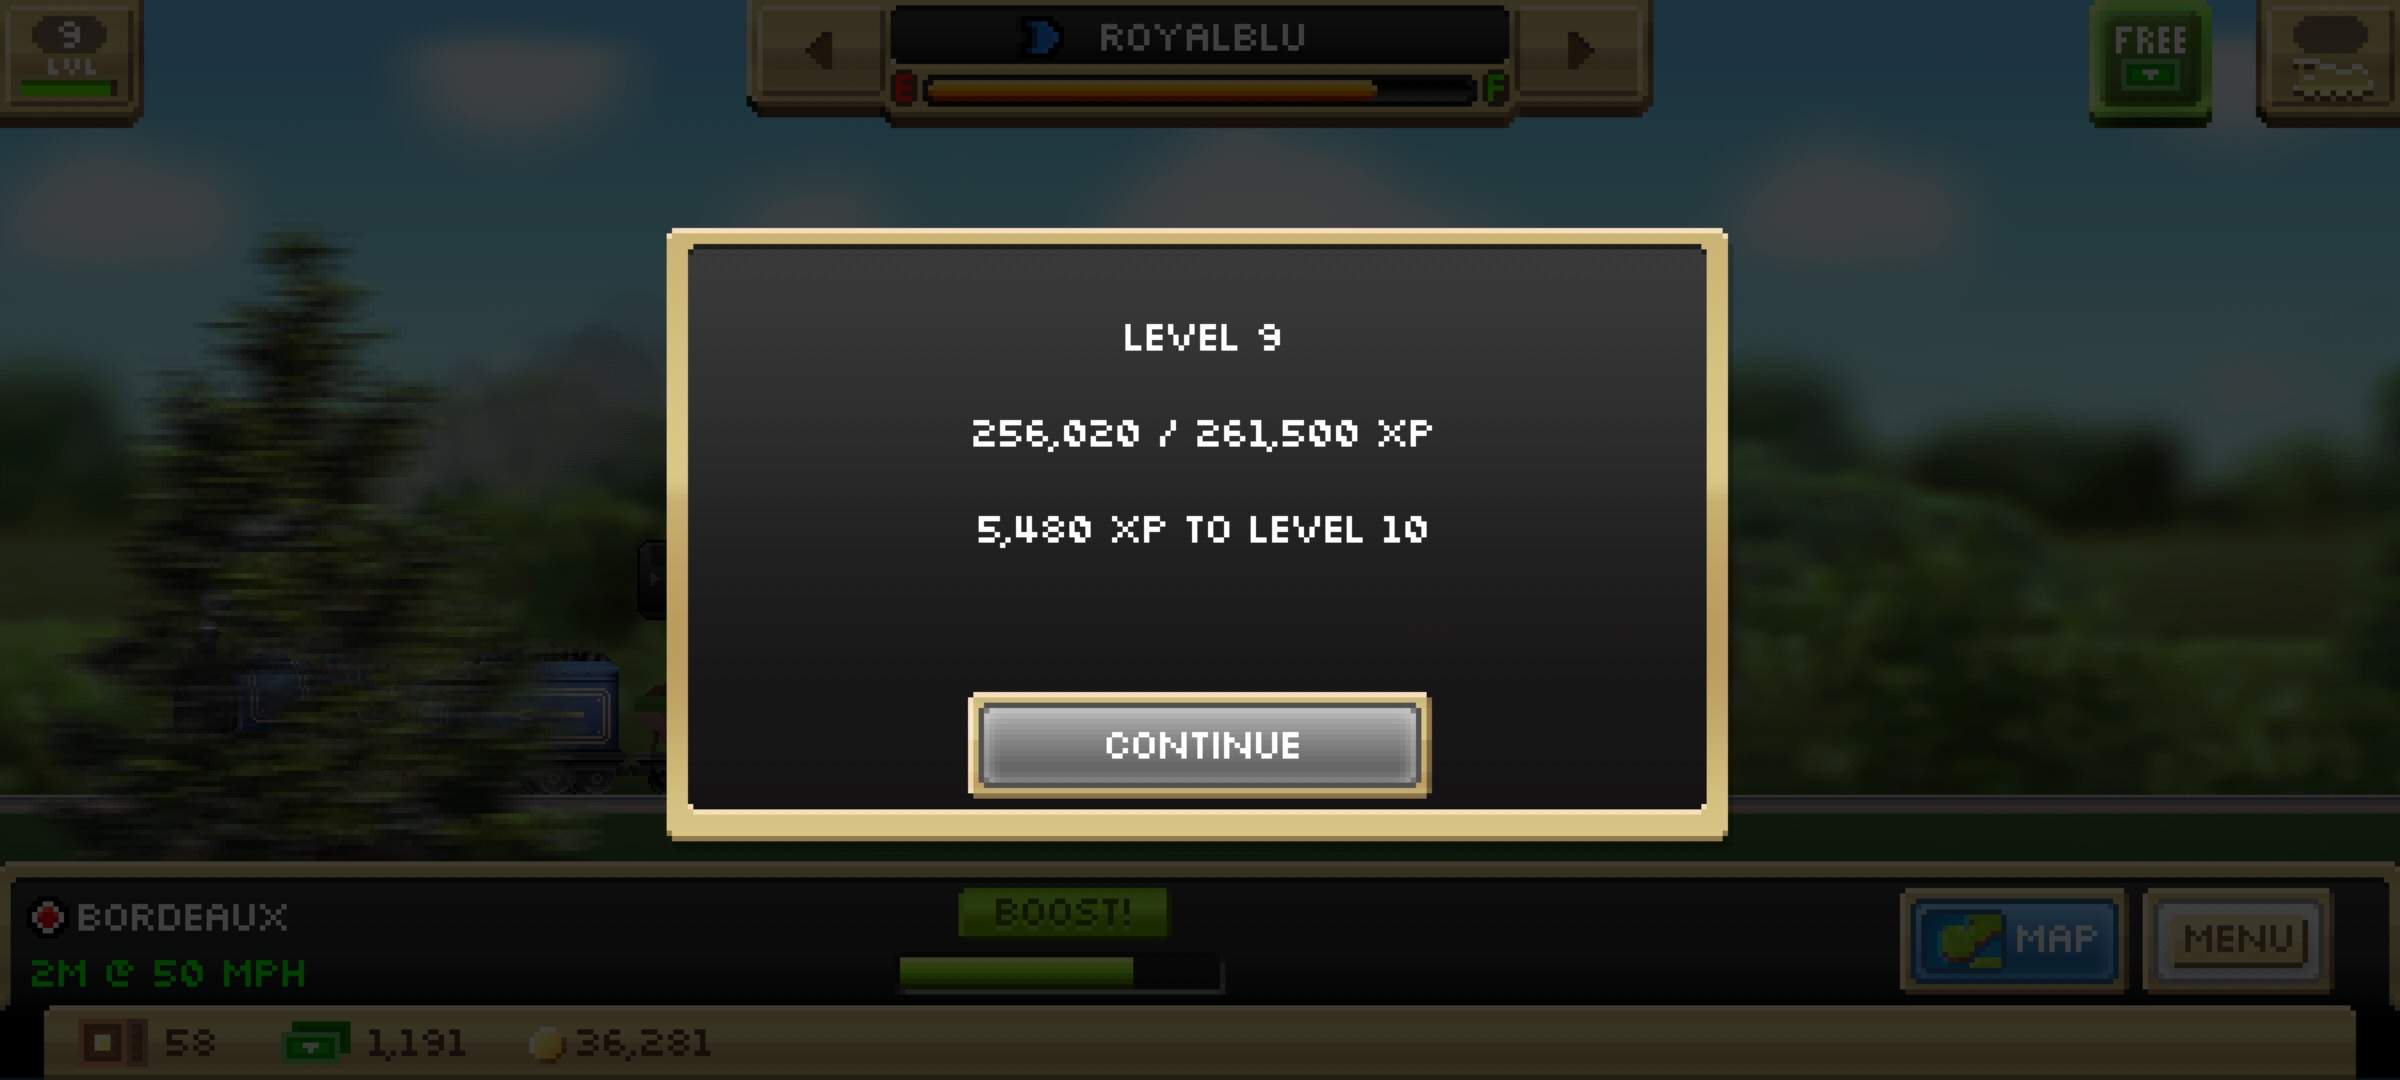 9
LVL
ROYALBLU
E F
FREE
LEVEL 9
256,020 / 261,500 XP
5,480 XP TO LEVEL 10
CONTINUE
BORDEAUX
2M @ 50 MPH
BOOST!
MAP
MENU
58 1,191 36,281